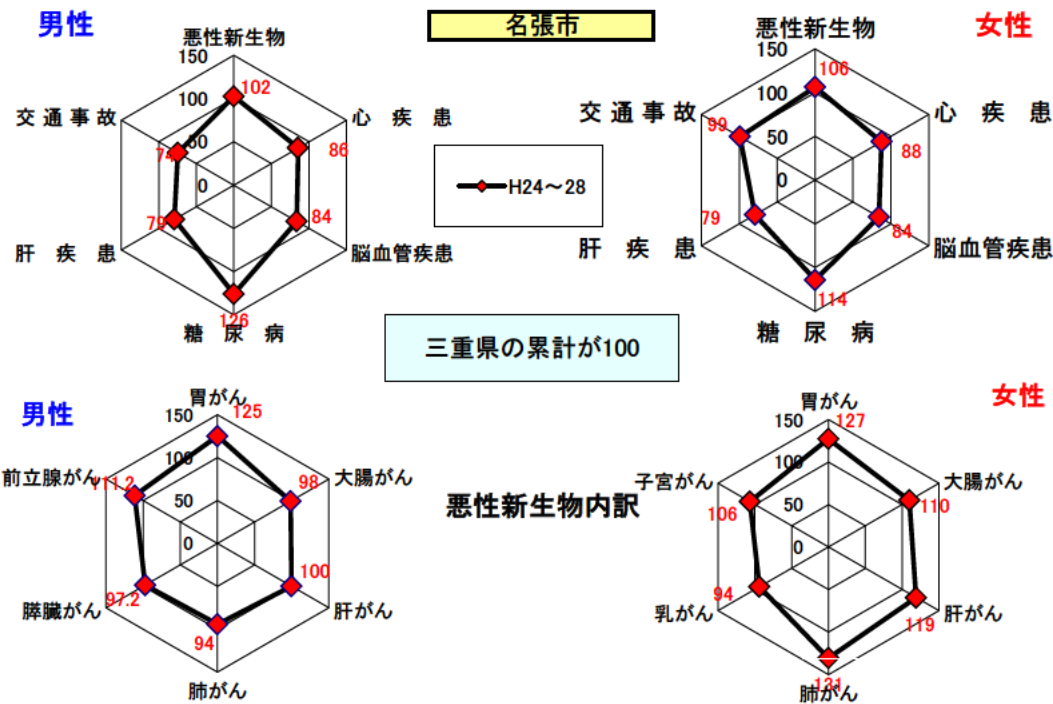 男性
名張市
女性
悪性新生物
150
102
100
50
0
心疾患
86
84
脳血管疾患
126
糖尿病
79
肝疾患
74
交通事故
H24～28
悪性新生物
150
106
100
50
0
心疾患
88
84
脳血管疾患
114
糖尿病
79
肝疾患
99
交通事故
三重県の累計が100
男性
胃がん
150
125
100
50
0
98
大腸がん
100
肝がん
94
肺がん
97.2
膵臓がん
111.2
前立腺がん
悪性新生物内訳
女性
胃がん
150
127
100
50
0
大腸がん
110
119
肝がん
131
肺がん
94
乳がん
106
子宮がん